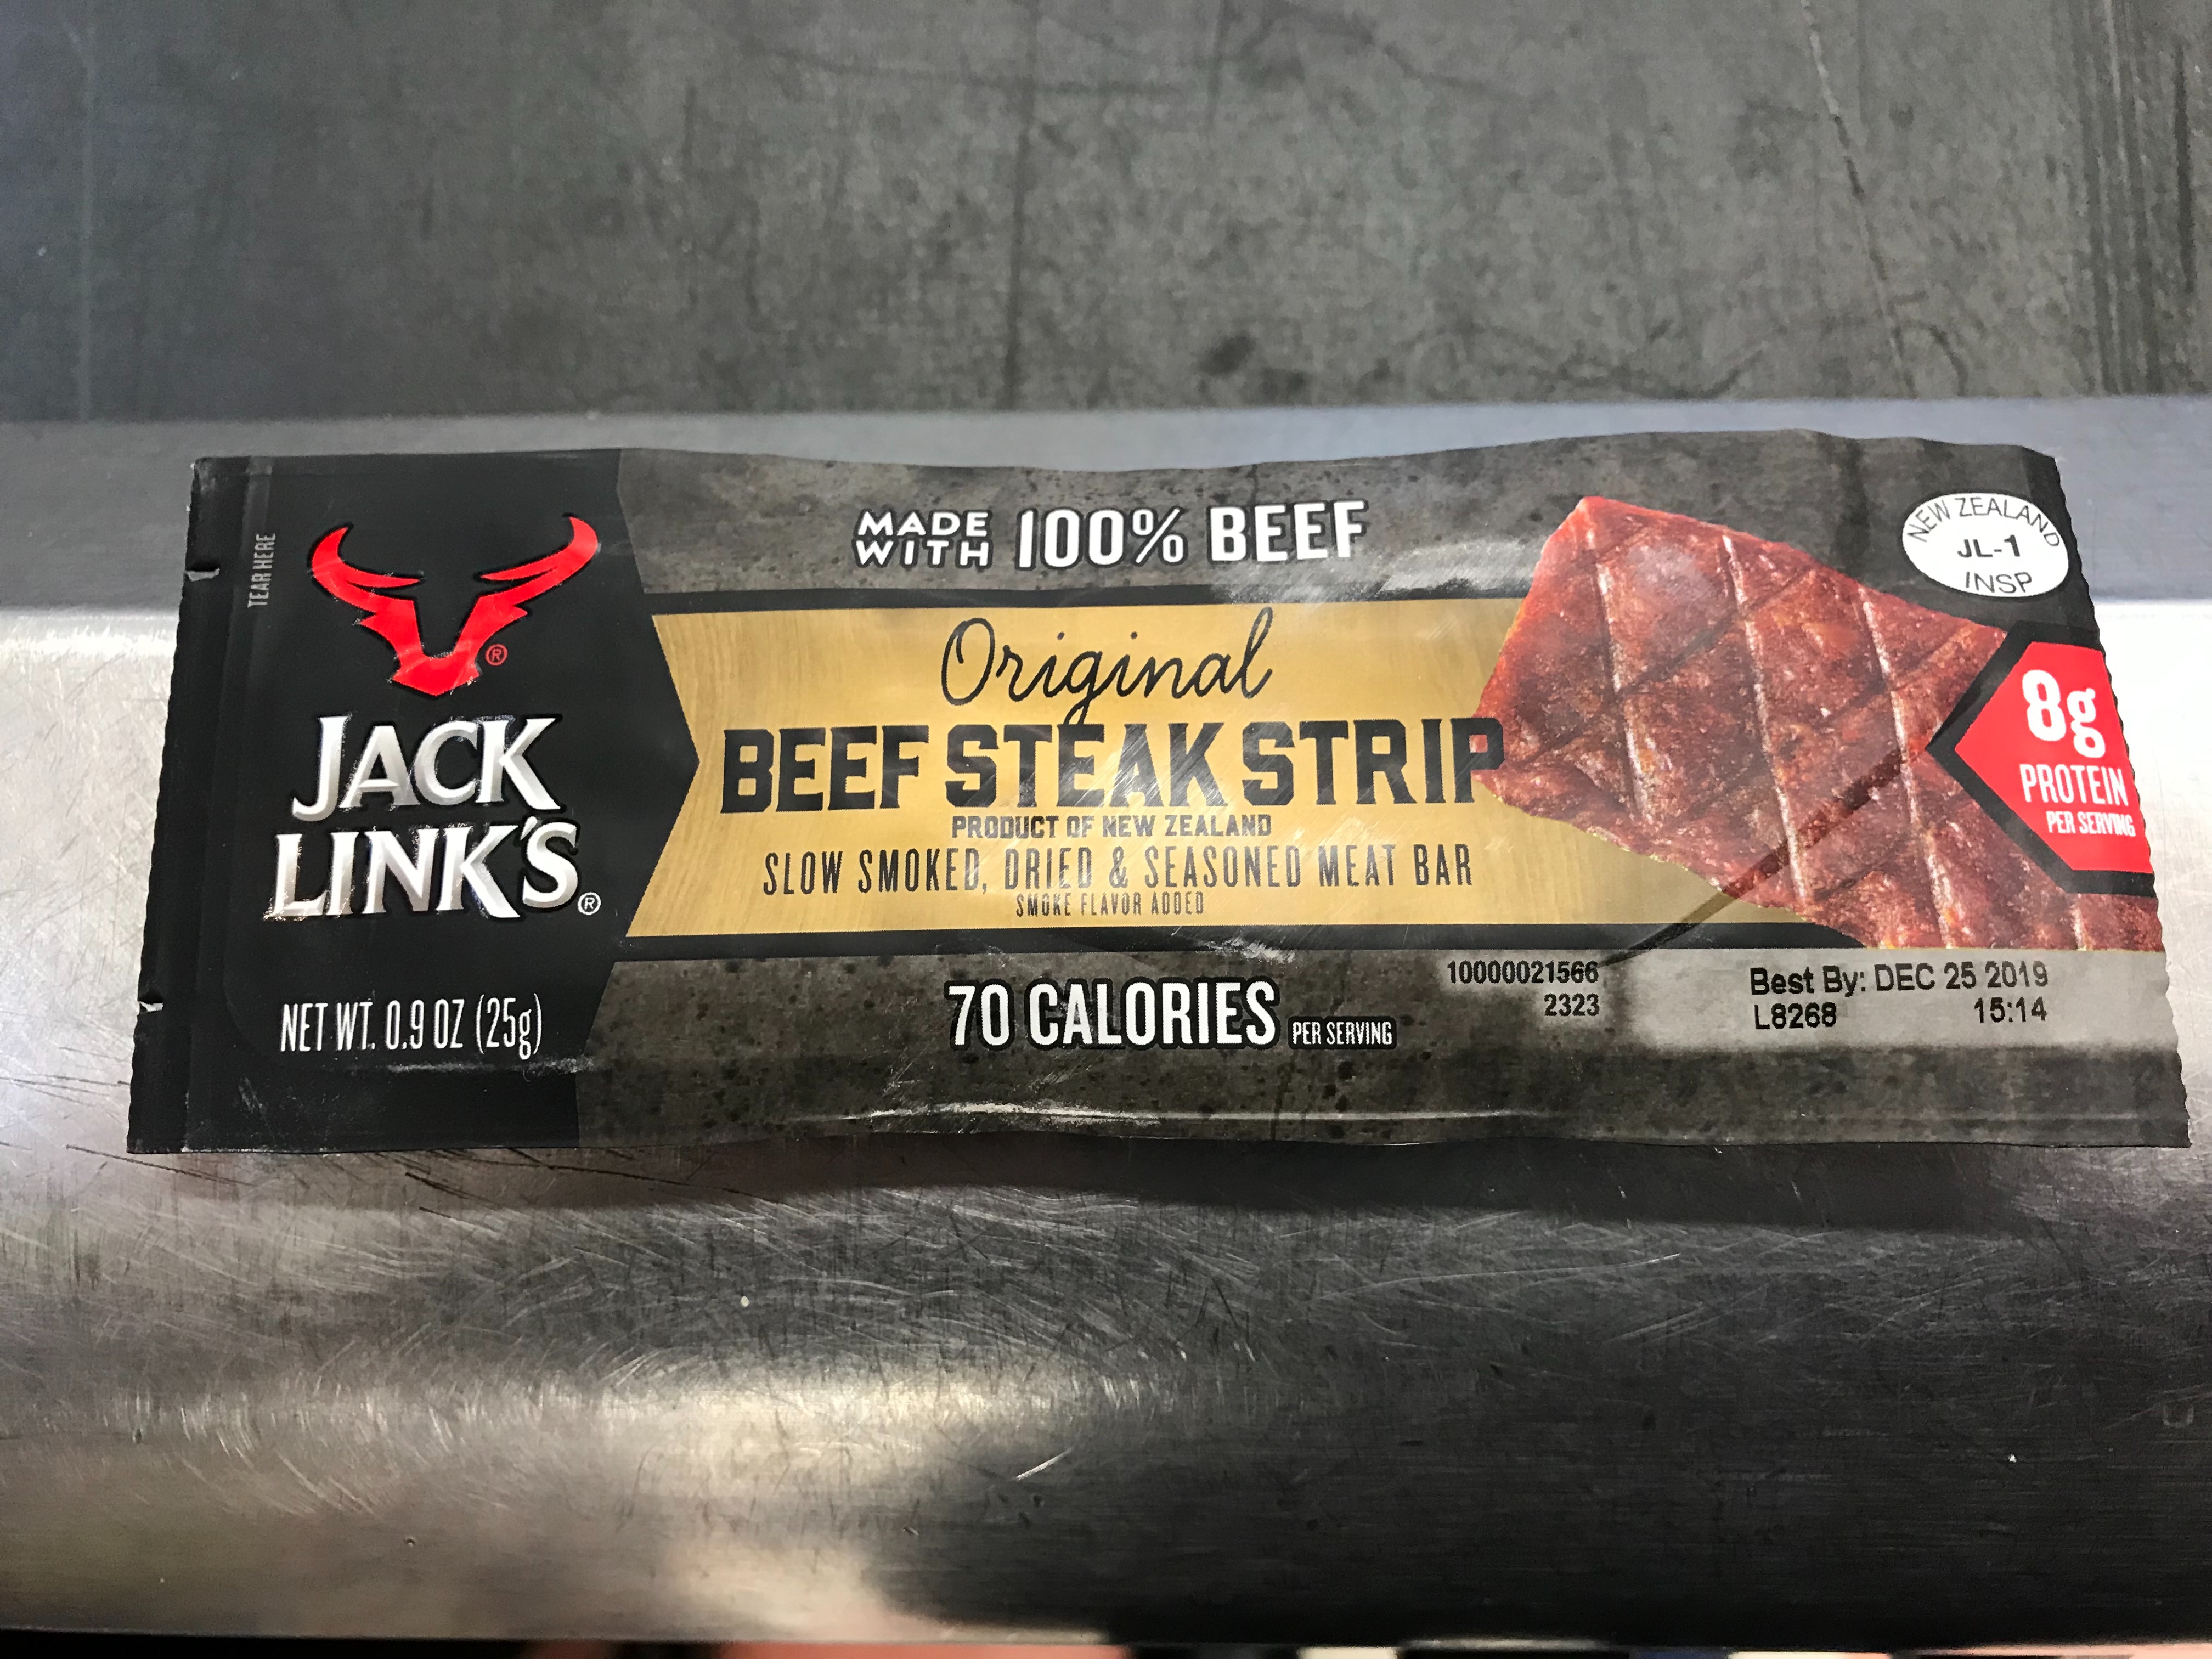 TEAR HERE
®
JACK
LINK'S®
NET WT. 0.9 OZ (25g)
MADE
WITH 100% BEEF
Original
BEEF STEAK STRIP
PRODUCT OF NEW ZEALAND
SLOW SMOKED, DRIED & SEASONED MEAT BAR
SMOKE FLAVOR ADDED
70 CALORIES PER SERVING
NEW ZEALAND
JL-1
INSP
8g
PROTEIN
PER SERVING
10000021566
2323
Best By: DEC 25 2019
L8268 15:14